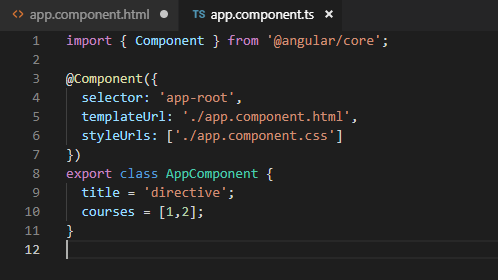 <> app.component.html ● TS app.component.ts ×
1 import { Component } from '@angular/core';
2
3 @Component({
4   selector: 'app-root',
5   templateUrl: './app.component.html',
6   styleUrls: ['./app.component.css']
7 })
8 export class AppComponent {
9   title = 'directive';
10   courses = [1,2];
11 }
12